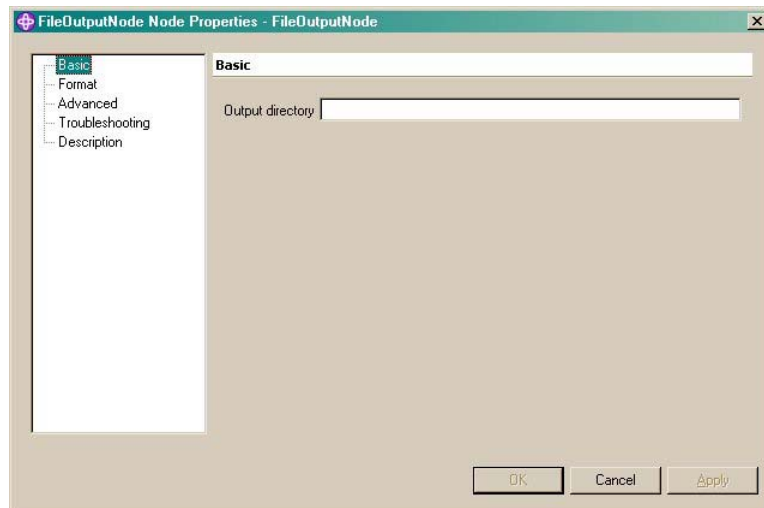 FileOutputNode Node Properties - FileOutputNode
Basic
Format
Advanced
Troubleshooting
Description
Basic
Output directory
OK
Cancel
Apply